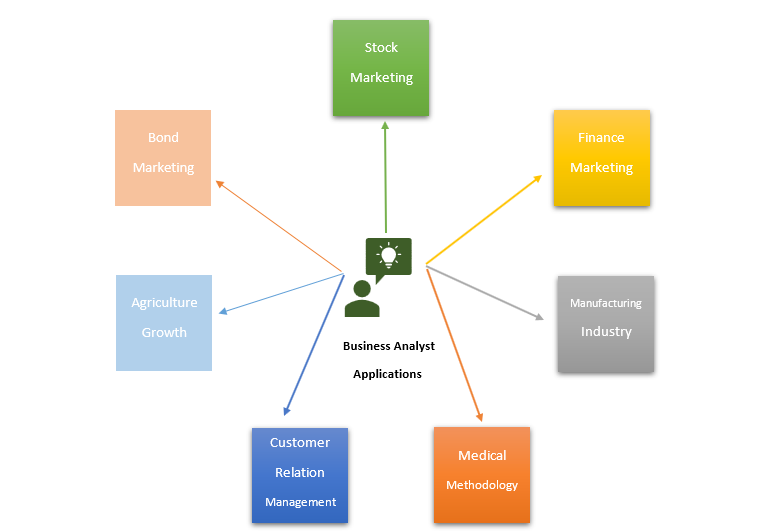 Stock
Marketing
Bond
Marketing
Finance
Marketing
Agriculture
Growth
Manufacturing
Industry
Business Analyst
Applications
Customer
Relation
Management
Medical
Methodology